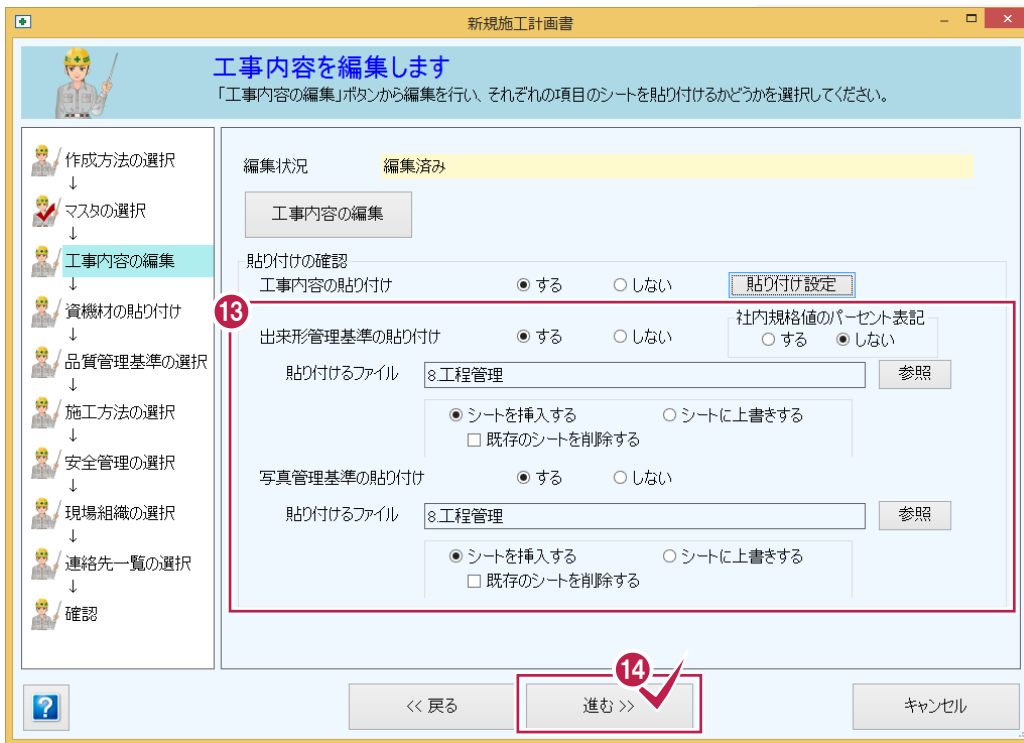 新規施工計画書
工事内容を編集します
「工事内容の編集」ボタンから編集を行い、それぞれの項目のシートを貼り付けるかどうかを選択してください。
作成方法の選択
↓
マスタの選択
↓
工事内容の編集
↓
資機材の貼り付け
↓
品質管理基準の選択
↓
施工方法の選択
↓
安全管理の選択
↓
現場組織の選択
↓
連絡先一覧の選択
↓
確認
編集状況 編集済み
工事内容の編集
貼り付けの確認
工事内容の貼り付け する しない 貼り付け設定
13
社内規格値のパーセント表記
出来形管理基準の貼り付け する しない する しない
貼り付けるファイル 8.工程管理 参照
シートを挿入する シートに上書きする
既存のシートを削除する
写真管理基準の貼り付け する しない
貼り付けるファイル 8.工程管理 参照
シートを挿入する シートに上書きする
既存のシートを削除する
14
? << 戻る 進む >> キャンセル